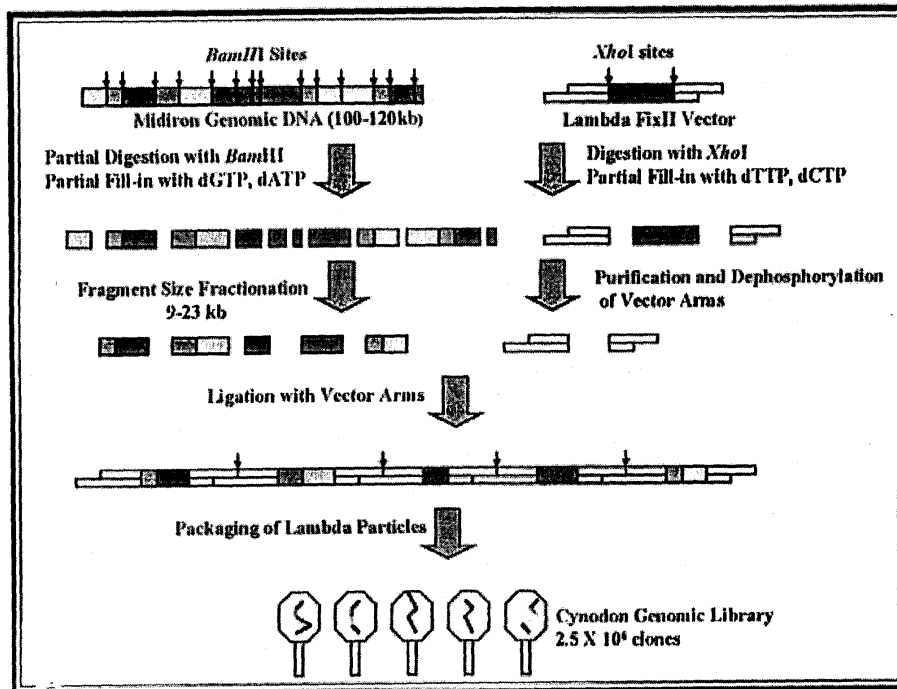 BamHI Sites
XhoI sites
Midiron Genomic DNA (100-120kb)
Lambda FixII Vector
Partial Digestion with BamHI
Partial Fill-in with dGTP, dATP
Digestion with XhoI
Partial Fill-in with dTTP, dCTP
Fragment Size Fractionation
9-23 kb
Purification and Dephosphorylation
of Vector Arms
Ligation with Vector Arms
Packaging of Lambda Particles
Cynodon Genomic Library
2.5 X 10⁶ clones